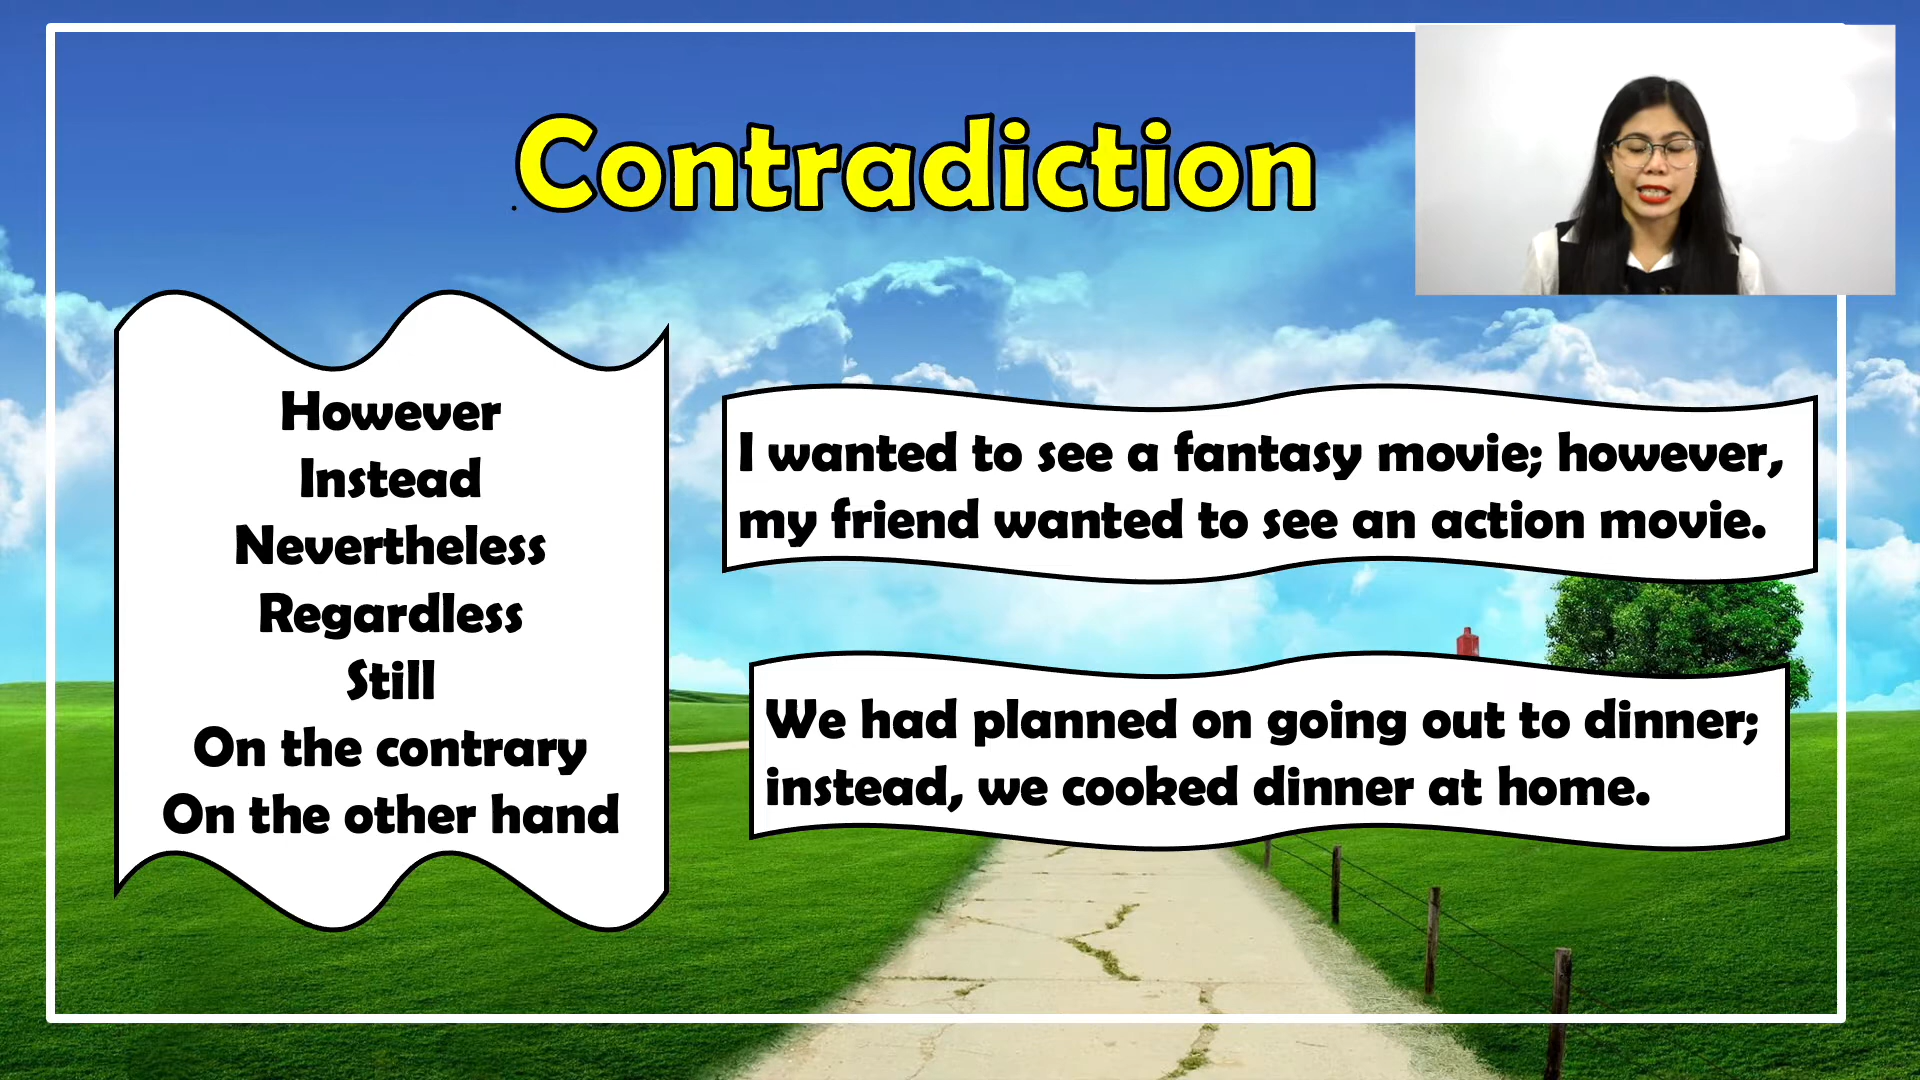 Contradiction
However
Instead
Nevertheless
Regardless
Still
On the contrary
On the other hand
I wanted to see a fantasy movie; however,
my friend wanted to see an action movie.
We had planned on going out to dinner;
instead, we cooked dinner at home.